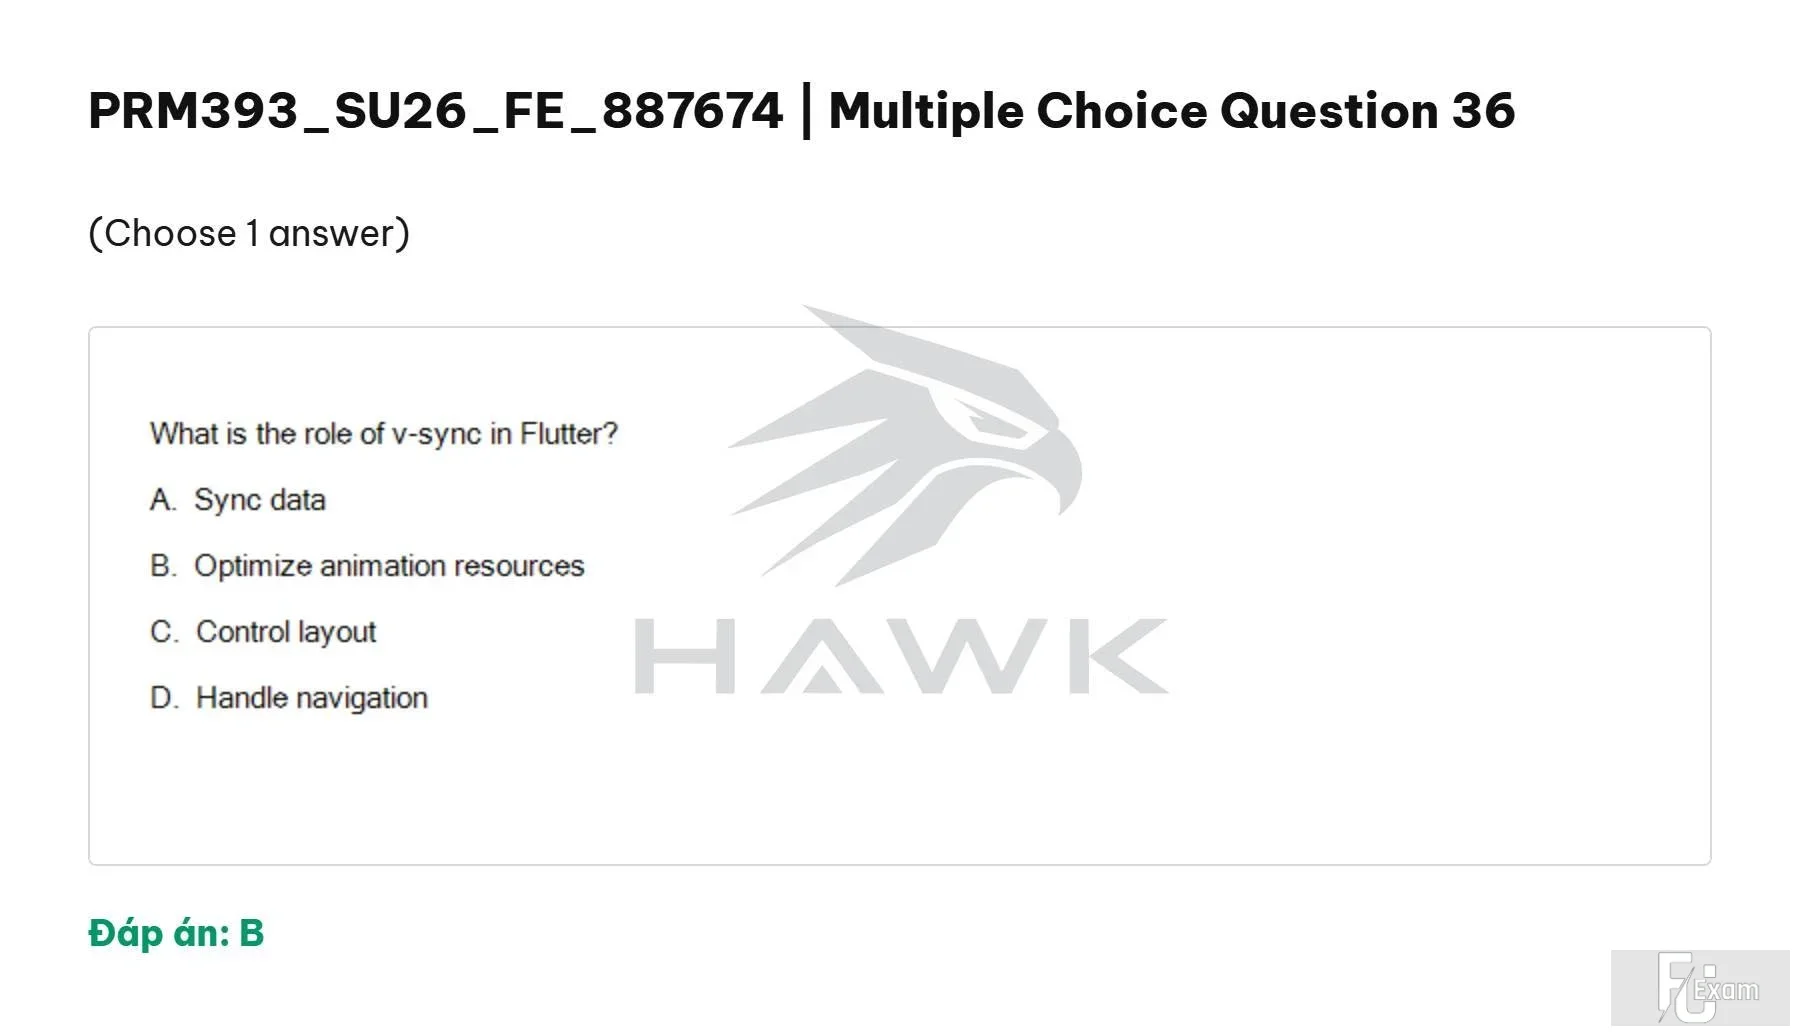 PRM393_SU26_FE_887674 | Multiple Choice Question 36
(Choose 1 answer)
What is the role of v-sync in Flutter?
A. Sync data
B. Optimize animation resources
C. Control layout
D. Handle navigation
HAWK
Đáp án: B
FU Exam